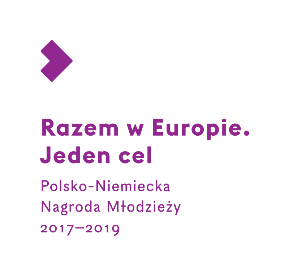 Razem w Europie.
Jeden cel
Polsko-Niemiecka
Nagroda Młodzieży
2017–2019